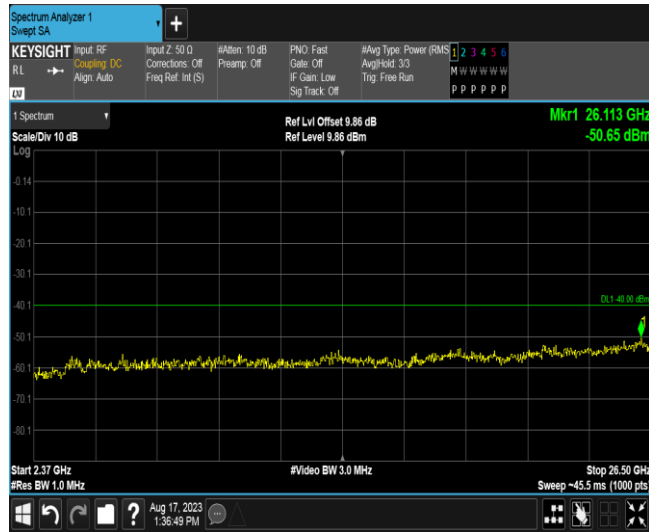 Spectrum Analyzer 1
Swept SA
+
KEYSIGHT
RL
LXI
Input: RF
Coupling: DC
Align: Auto
Input Z: 50 Ω
Corrections: Off
Freq Ref: Int (S)
#Atten: 10 dB
Preamp: Off
PNO: Fast
Gate: Off
IF Gain: Low
Sig Track: Off
#Avg Type: Power (RMS
Avg|Hold: 3/3
Trig: Free Run
1 2 3 4 5 6
M W W W W W
P P P P P P
1 Spectrum
Scale/Div 10 dB
Ref Lvl Offset 9.86 dB
Ref Level 9.86 dBm
Mkr1 26.113 GHz
-50.65 dBm
Log
-0.14
-10.1
-20.1
-30.1
-40.1
DL1 -40.00 dBm
-50.1
-60.1
-70.1
-80.1
Start 2.37 GHz
#Video BW 3.0 MHz
Stop 26.50 GHz
#Res BW 1.0 MHz
Sweep ~45.5 ms (1000 pts)
?
Aug 17, 2023
1:36:49 PM